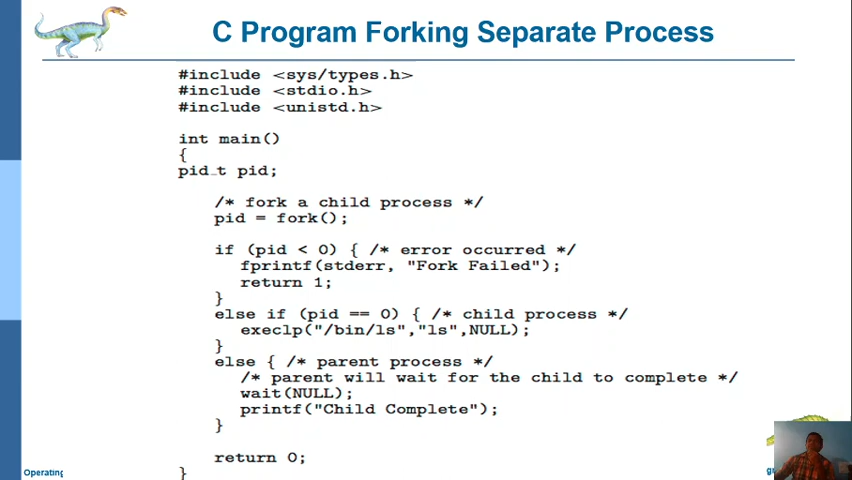 C Program Forking Separate Process
#include <sys/types.h>
#include <stdio.h>
#include <unistd.h>
int main()
{
pid_t pid;
/* fork a child process */
pid = fork();
if (pid < 0) { /* error occurred */
fprintf(stderr, "Fork Failed");
return 1;
}
else if (pid == 0) { /* child process */
execlp("/bin/ls","ls",NULL);
}
else { /* parent process */
/* parent will wait for the child to complete */
wait(NULL);
printf("Child Complete");
}
return 0;
}
Operating